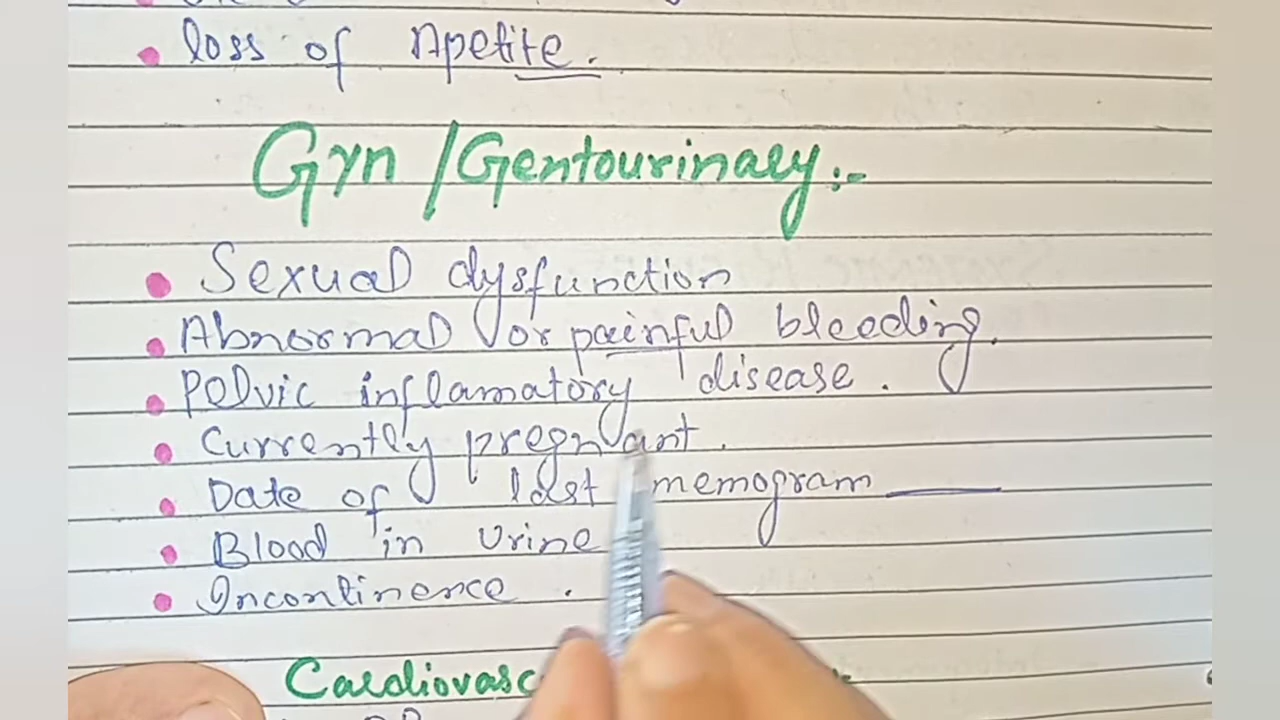 loss of Apetite.
Gyn /Gentourinary:-
Sexual dysfunction
Abnormal or painful bleeding.
Pelvic inflamatory disease.
Currently pregnant.
Date of last memogram
Blood in Urine
Incontinence.